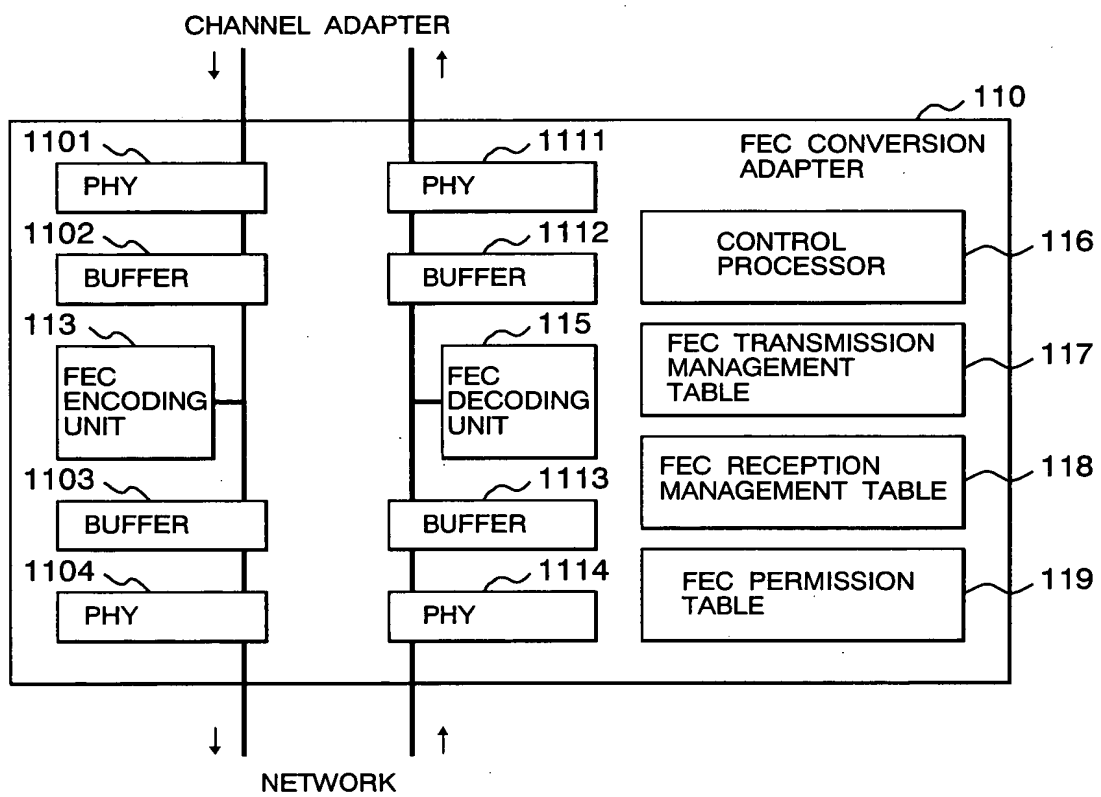 CHANNEL ADAPTER
↓ ↑
110
1101
PHY
1111
PHY
FEC CONVERSION
ADAPTER
1102
BUFFER
1112
BUFFER
CONTROL
PROCESSOR
116
113
FEC
ENCODING
UNIT
115
FEC
DECODING
UNIT
FEC TRANSMISSION
MANAGEMENT
TABLE
117
1103
BUFFER
1113
BUFFER
FEC RECEPTION
MANAGEMENT TABLE
118
1104
PHY
1114
PHY
FEC PERMISSION
TABLE
119
↓ ↑
NETWORK